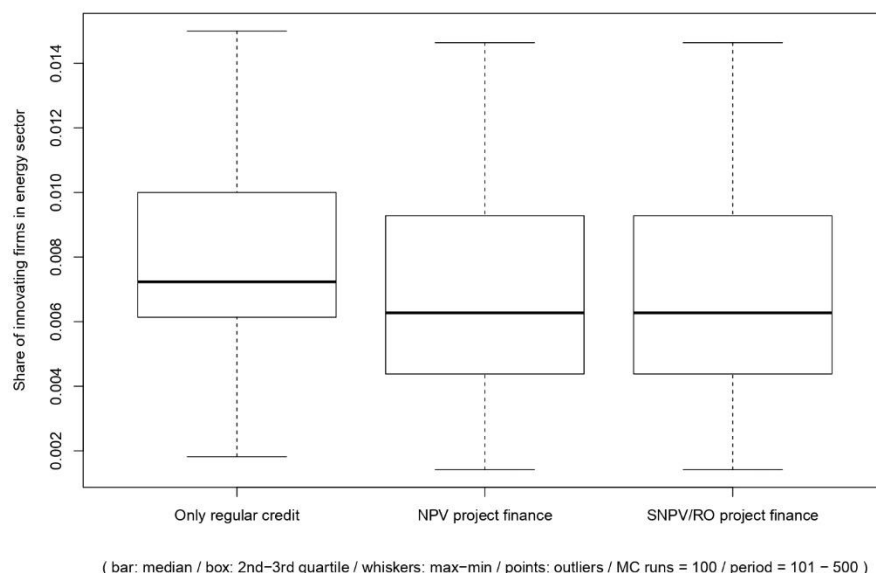 Share of innovating firms in energy sector
0.014
0.012
0.010
0.008
0.006
0.004
0.002
Only regular credit NPV project finance SNPV/RO project finance
( bar: median / box: 2nd−3rd quartile / whiskers: max−min / points: outliers / MC runs = 100 / period = 101 − 500 )